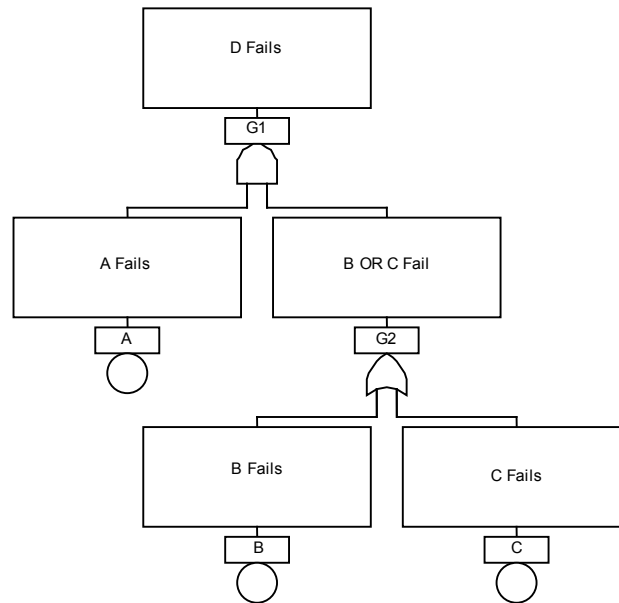 D Fails
G1
A Fails
B OR C Fail
A
G2
B Fails
C Fails
B
C